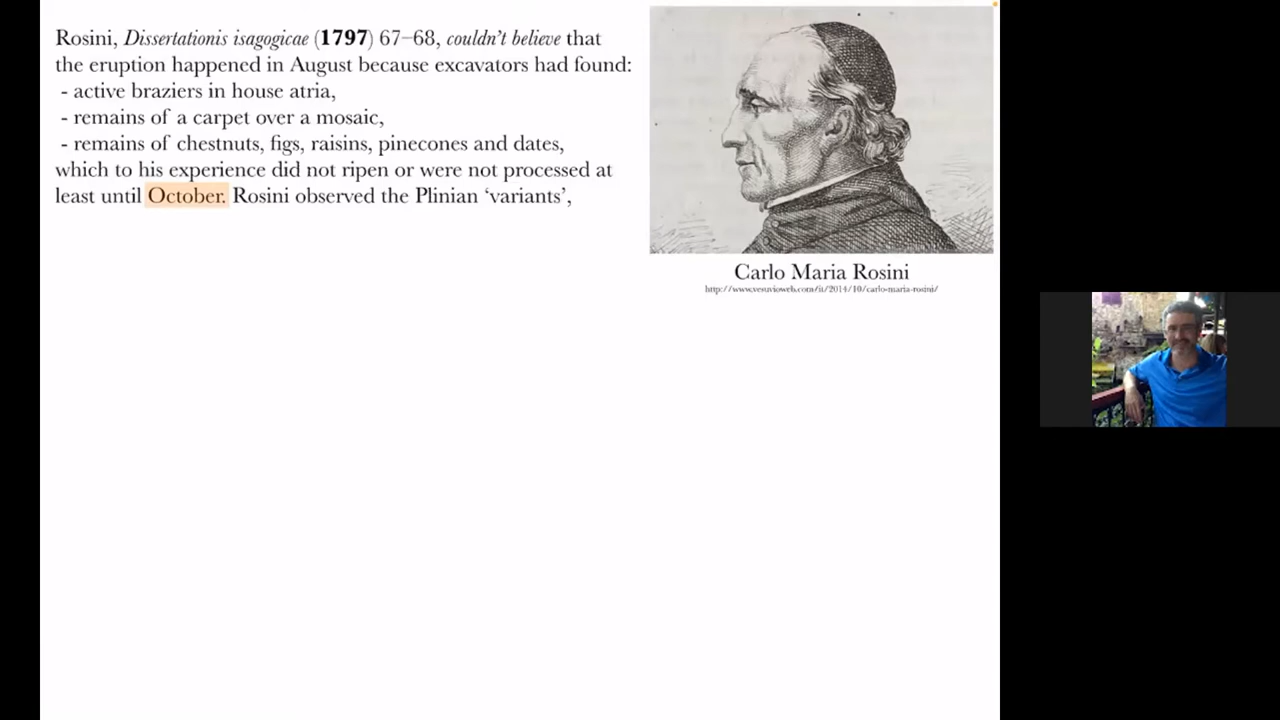 Rosini, Dissertationis isagogicae (1797) 67–68, couldn't believe that
the eruption happened in August because excavators had found:
- active braziers in house atria,
- remains of a carpet over a mosaic,
- remains of chestnuts, figs, raisins, pinecones and dates,
which to his experience did not ripen or were not processed at
least until October. Rosini observed the Plinian ‘variants’,
Carlo Maria Rosini
http://www.vesuvioweb.com/it/2014/10/carlo-maria-rosini/